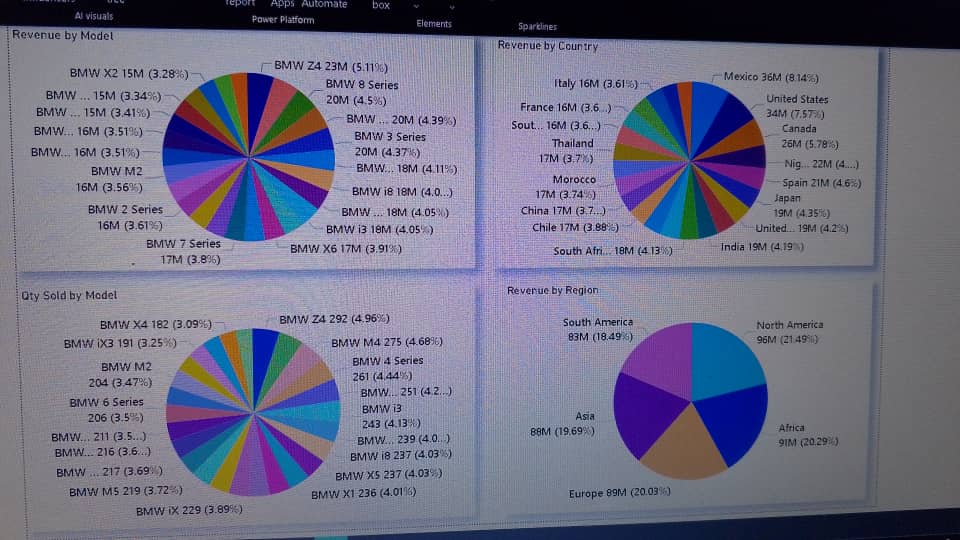 report Apps Automate box
AI visuals
Power Platform
Elements
Sparklines
Revenue by Model
BMW Z4 23M (5.11%)
BMW 8 Series
20M (4.5%)
BMW ... 20M (4.39%)
BMW 3 Series
20M (4.37%)
BMW... 18M (4.11%)
BMW i8 18M (4.0...)
BMW ... 18M (4.05%)
BMW i3 18M (4.05%)
BMW X6 17M (3.91%)
BMW 7 Series
17M (3.8%)
BMW 2 Series
16M (3.61%)
BMW M2
16M (3.56%)
BMW... 16M (3.51%)
BMW... 16M (3.51%)
BMW ... 15M (3.41%)
BMW ... 15M (3.34%)
BMW X2 15M (3.28%)
Revenue by Country
Mexico 36M (8.14%)
United States
34M (7.57%)
Canada
26M (5.78%)
Nig... 22M (4....)
Spain 21M (4.6%)
Japan
19M (4.35%)
United... 19M (4.2%)
India 19M (4.19%)
South Afri... 18M (4.13%)
Chile 17M (3.88%)
China 17M (3.7...)
Morocco
17M (3.74%)
Thailand
17M (3.7%)
Sout... 16M (3.6...)
France 16M (3.6...)
Italy 16M (3.61%)
Qty Sold by Model
BMW Z4 292 (4.96%)
BMW M4 275 (4.68%)
BMW 4 Series
261 (4.44%)
BMW... 251 (4.2...)
BMW i3
243 (4.13%)
BMW... 239 (4.0...)
BMW i8 237 (4.03%)
BMW X5 237 (4.03%)
BMW X1 236 (4.01%)
BMW iX 229 (3.89%)
BMW M5 219 (3.72%)
BMW ... 217 (3.69%)
BMW... 216 (3.6...)
BMW... 211 (3.5...)
BMW 6 Series
206 (3.5%)
BMW M2
204 (3.47%)
BMW iX3 191 (3.25%)
BMW X4 182 (3.09%)
Revenue by Region
North America
96M (21.49%)
Africa
91M (20.29%)
Europe 89M (20.03%)
Asia
88M (19.69%)
South America
83M (18.49%)